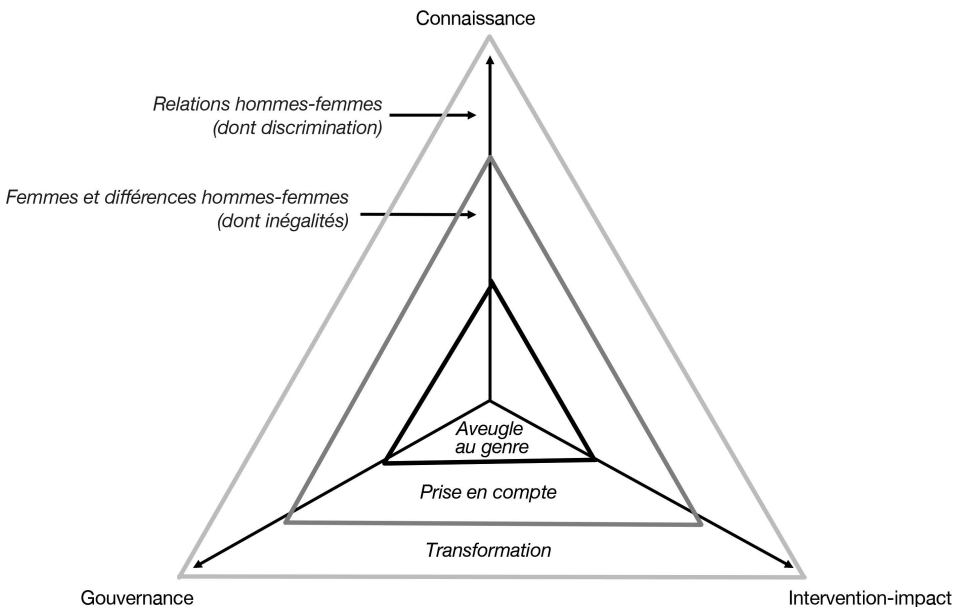 Connaissance
Relations hommes-femmes
(dont discrimination)
Femmes et différences hommes-femmes
(dont inégalités)
Aveugle
au genre
Prise en compte
Transformation
Gouvernance
Intervention-impact